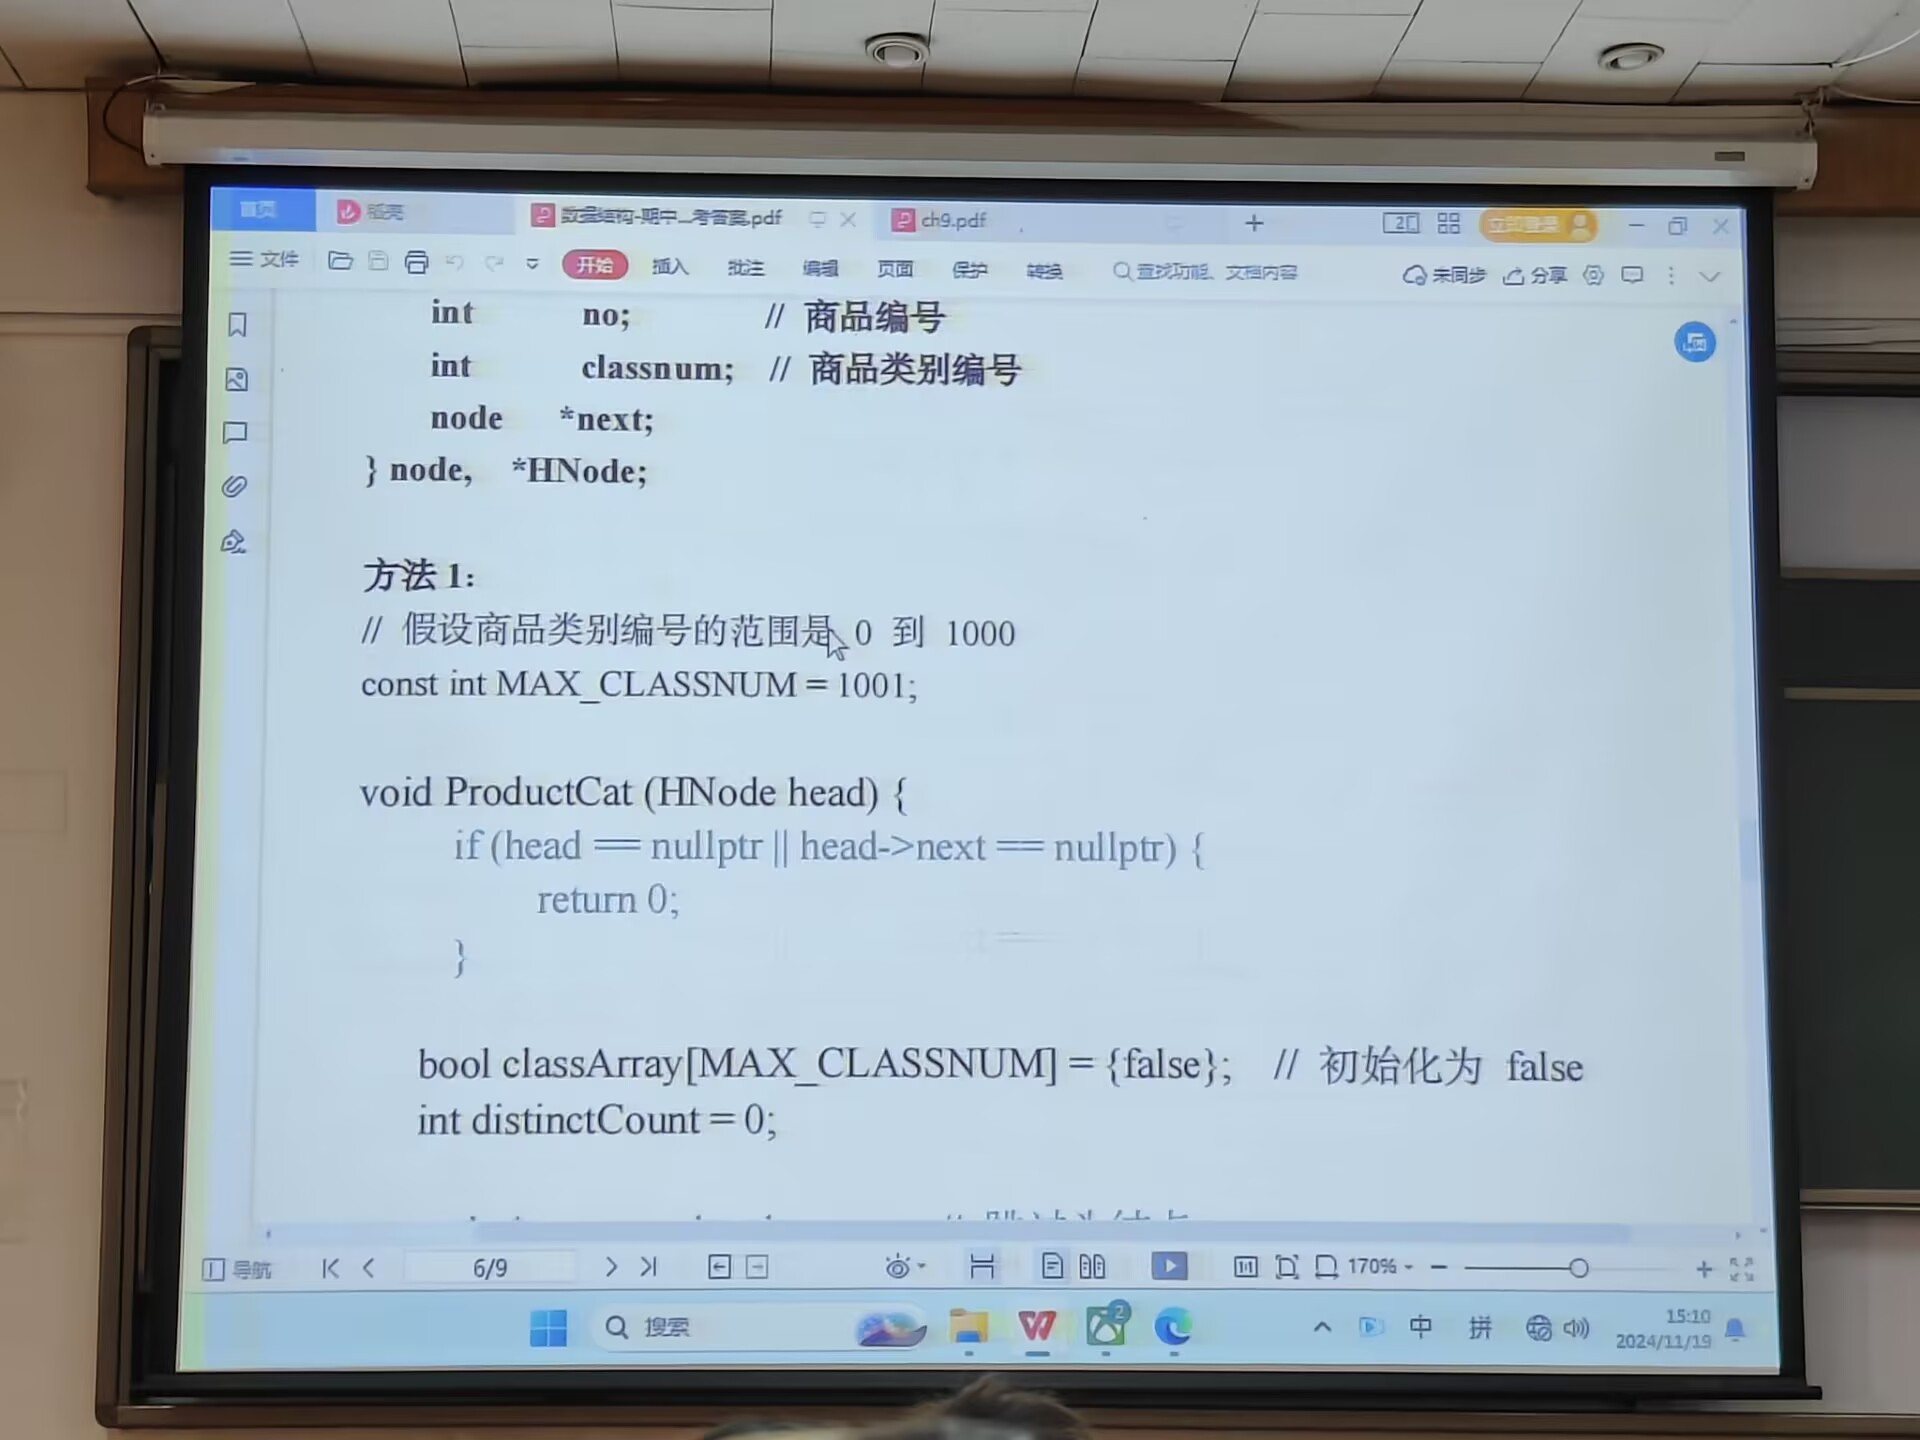 首页 稻壳 数据结构-期中_考答案.pdf ch9.pdf
文件 开始 插入 批注 编辑 页面 保护 转换 查找功能、文档内容 未同步 分享
int no; // 商品编号
int classnum; // 商品类别编号
node *next;
} node, *HNode;
方法 1：
// 假设商品类别编号的范围是 0 到 1000
const int MAX_CLASSNUM = 1001;
void ProductCat (HNode head) {
if (head == nullptr || head->next == nullptr) {
return 0;
}
bool classArray[MAX_CLASSNUM] = {false}; // 初始化为 false
int distinctCount = 0;
导航 6/9 170%
搜索 2 中 拼 15:10
2024/11/19